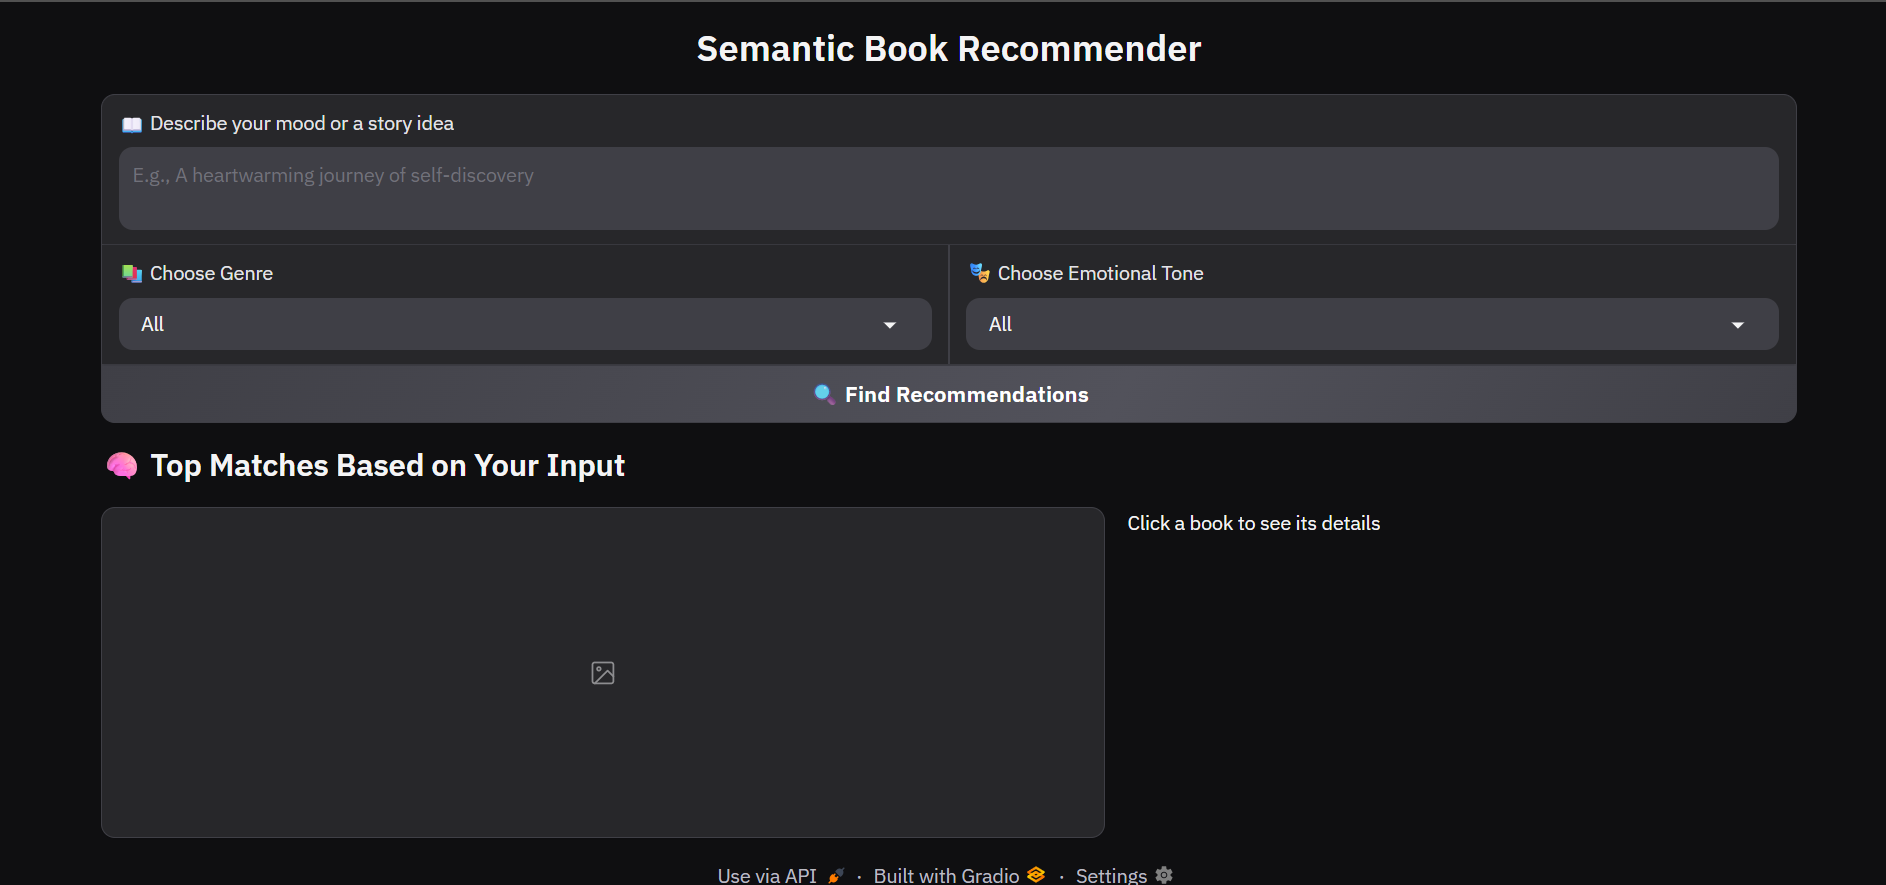 Semantic Book Recommender
📖 Describe your mood or a story idea
E.g., A heartwarming journey of self-discovery
📚 Choose Genre
All
🎭 Choose Emotional Tone
All
🔍 Find Recommendations
🧠 Top Matches Based on Your Input
Click a book to see its details
Use via API 🚀 · Built with Gradio · Settings ⚙️